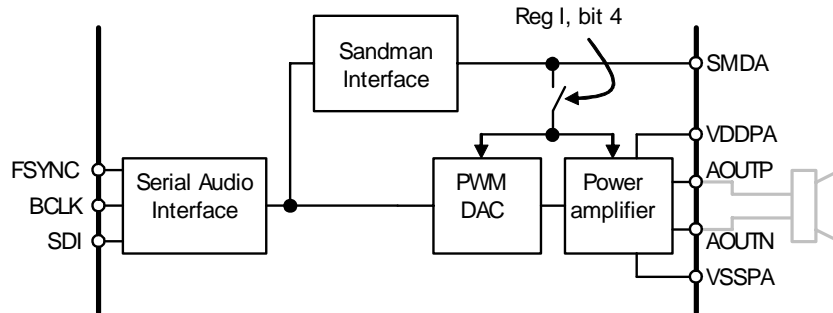 Reg I, bit 4
Sandman
Interface
SMDA
VDDPA
FSYNC
BCLK
SDI
Serial Audio
Interface
PWM
DAC
Power
amplifier
AOUTP
AOUTN
VSSPA